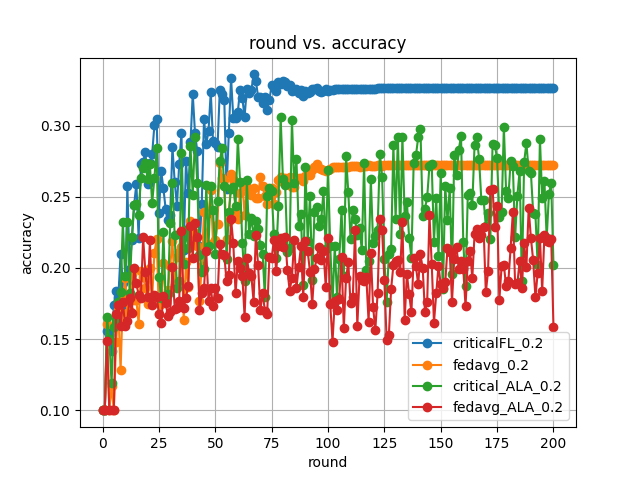 round vs. accuracy
accuracy
0.30
0.25
0.20
0.15
0.10
criticalFL_0.2
fedavg_0.2
critical_ALA_0.2
fedavg_ALA_0.2
0 25 50 75 100 125 150 175 200
round